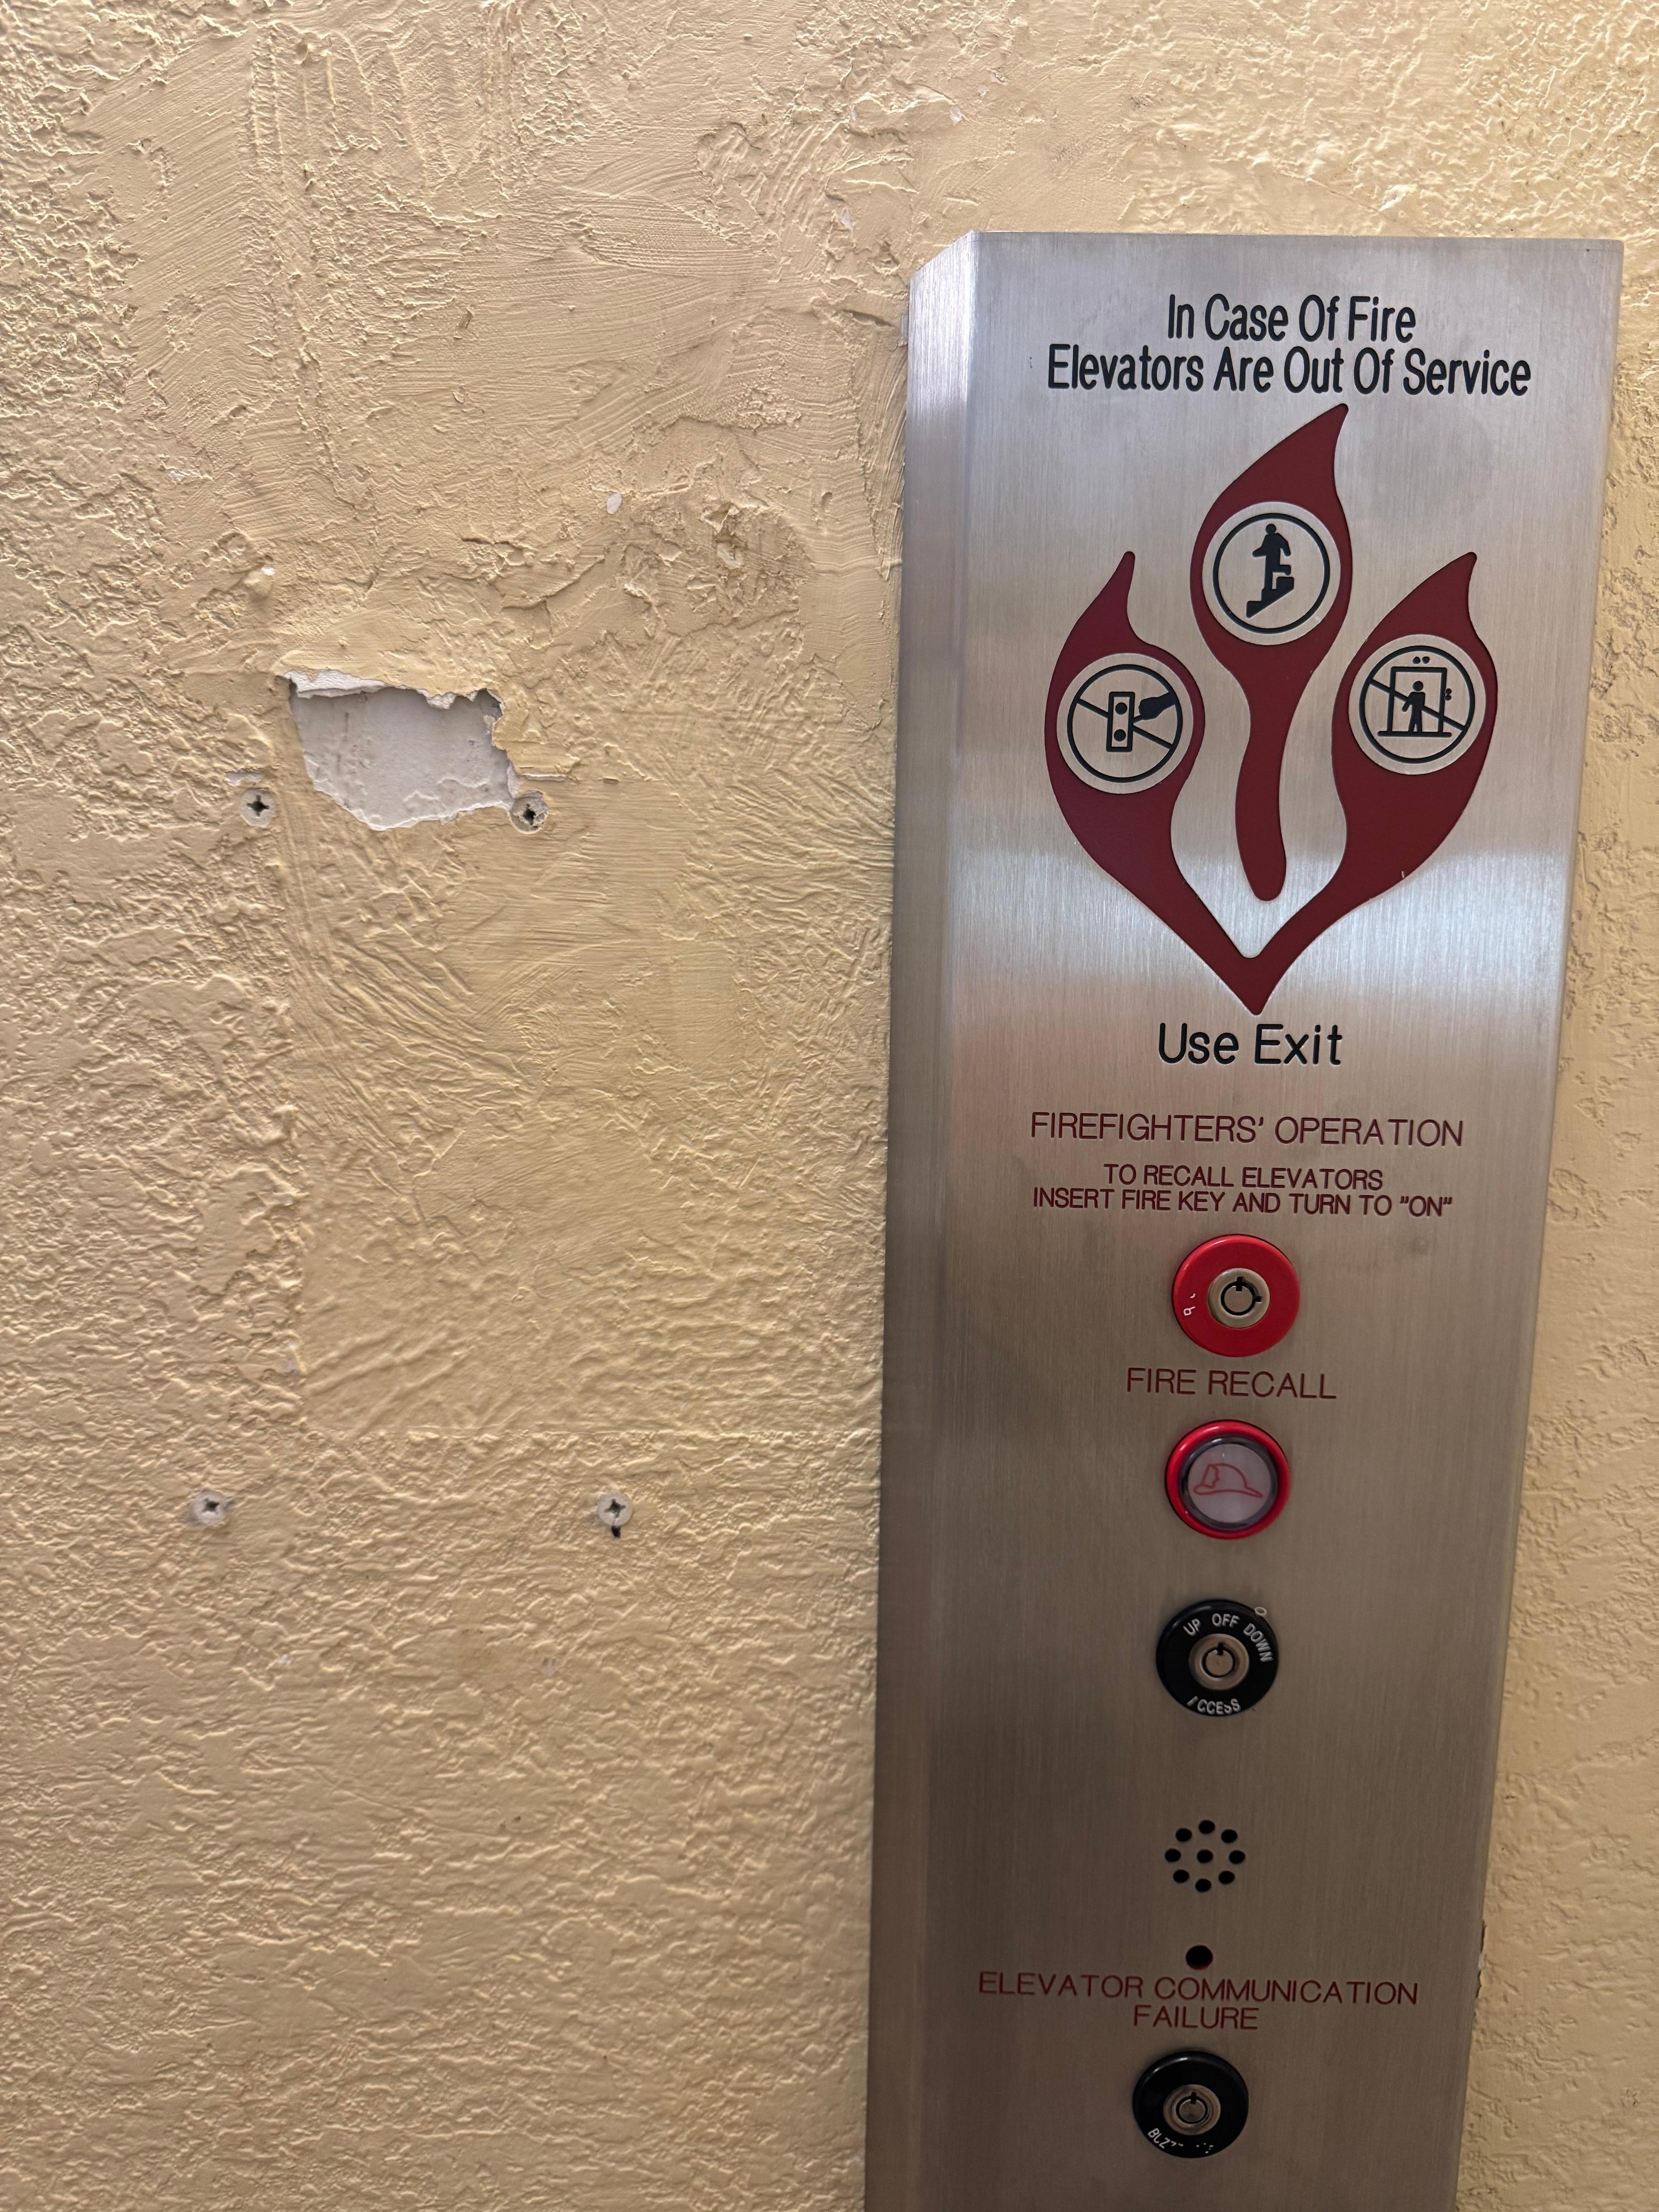 In Case Of Fire
Elevators Are Out Of Service
Use Exit
FIREFIGHTERS' OPERATION
TO RECALL ELEVATORS
INSERT FIRE KEY AND TURN TO "ON"
FIRE RECALL
UP OFF DOWN
ACCESS
ELEVATOR COMMUNICATION
FAILURE